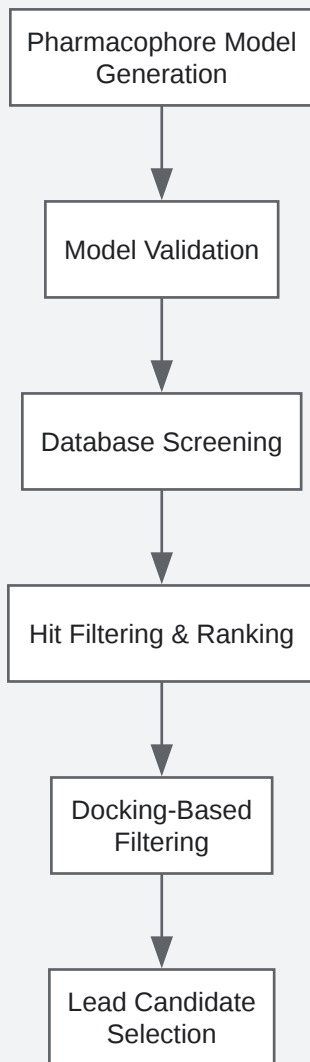 Pharmacophore Model
Generation
Model Validation
Database Screening
Hit Filtering & Ranking
Docking-Based
Filtering
Lead Candidate
Selection